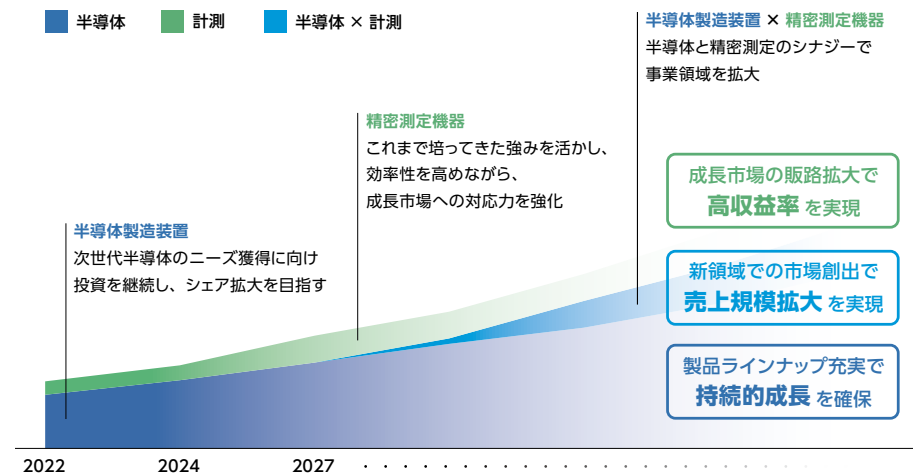 半導体
計測
半導体 × 計測
半導体製造装置 × 精密測定機器
半導体と精密測定のシナジーで
事業領域を拡大
精密測定機器
これまで培ってきた強みを活かし、
効率性を高めながら、
成長市場への対応力を強化
半導体製造装置
次世代半導体のニーズ獲得に向け
投資を継続し、シェア拡大を目指す
成長市場の販路拡大で
高収益率 を実現
新領域での市場創出で
売上規模拡大 を実現
製品ラインナップ充実で
持続的成長 を確保
2022
2024
2027